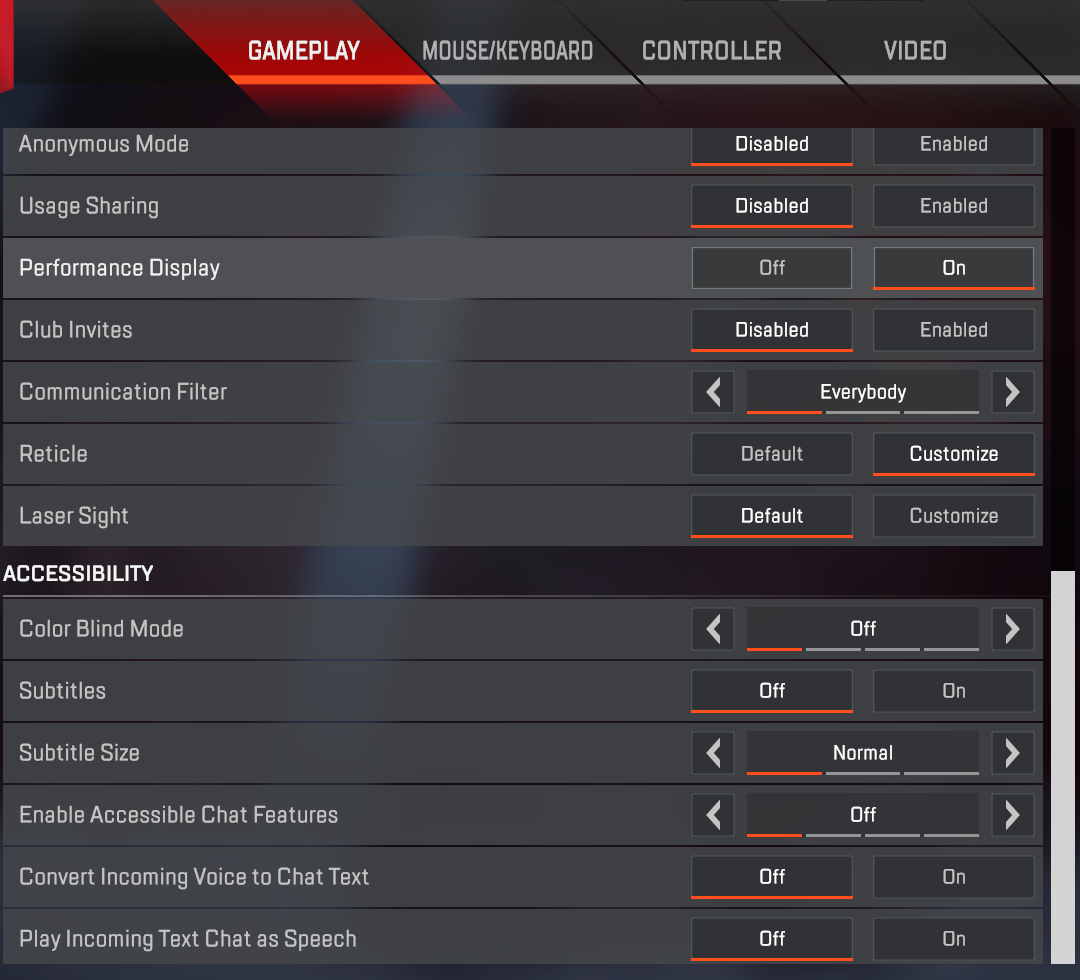 GAMEPLAY MOUSE/KEYBOARD CONTROLLER VIDEO
Anonymous Mode Disabled Enabled
Usage Sharing Disabled Enabled
Performance Display Off On
Club Invites Disabled Enabled
Communication Filter Everybody
Reticle Default Customize
Laser Sight Default Customize
ACCESSIBILITY
Color Blind Mode Off
Subtitles Off On
Subtitle Size Normal
Enable Accessible Chat Features Off
Convert Incoming Voice to Chat Text Off On
Play Incoming Text Chat as Speech Off On